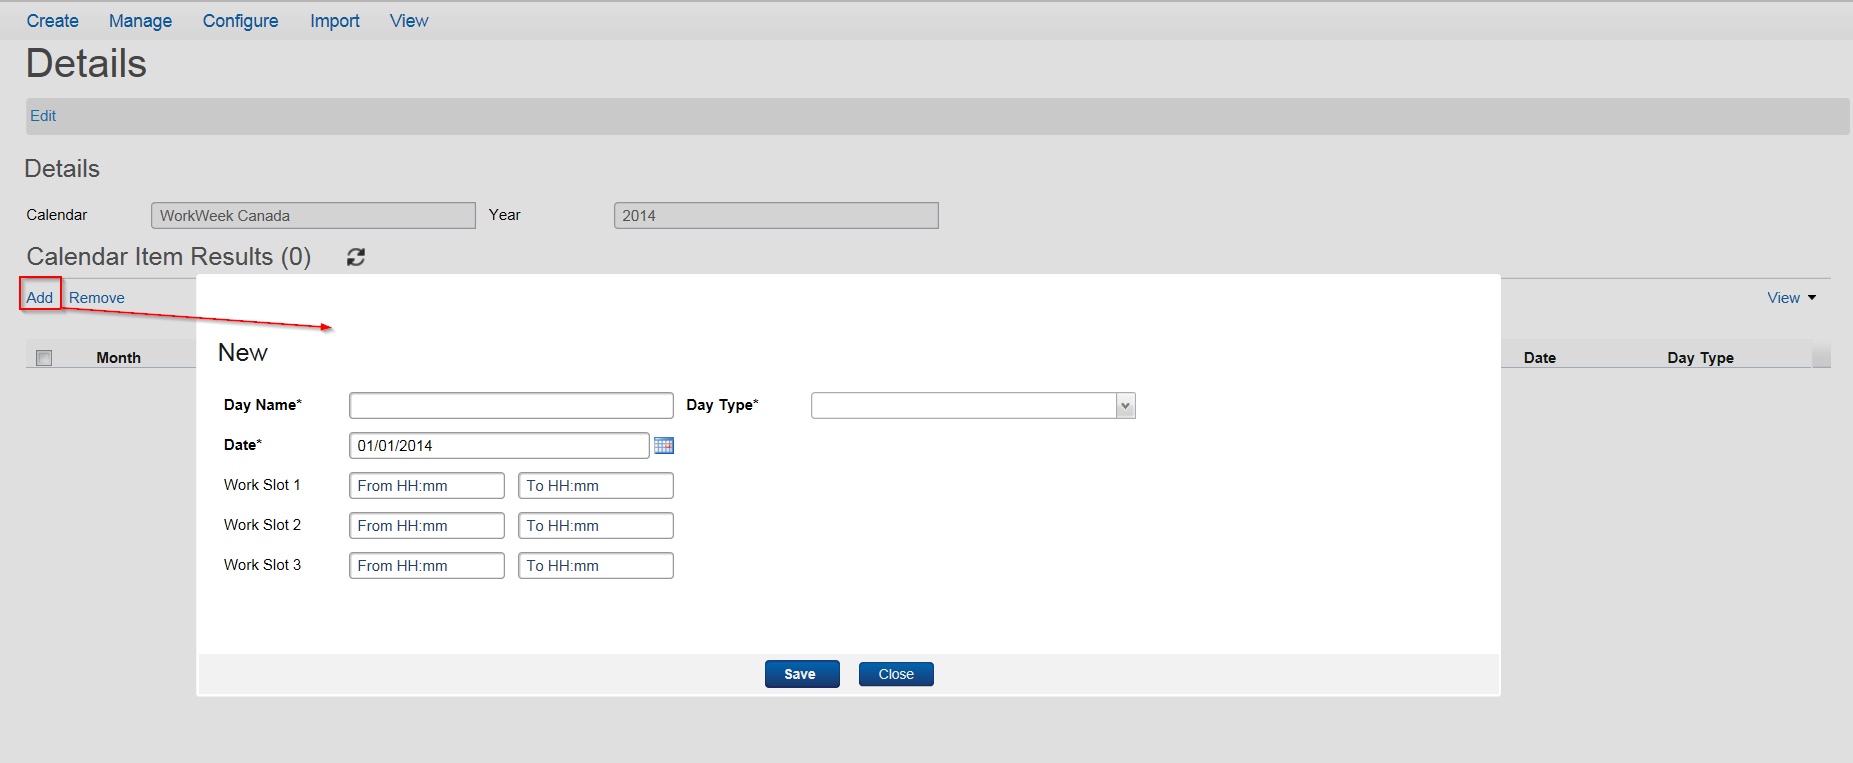 Create Manage Configure Import View
Details
Edit
Details
Calendar WorkWeek Canada Year 2014
Calendar Item Results (0)
Add Remove View
Month Date Day Type
New
Day Name* Day Type*
Date* 01/01/2014
Work Slot 1 From HH:mm To HH:mm
Work Slot 2 From HH:mm To HH:mm
Work Slot 3 From HH:mm To HH:mm
Save Close